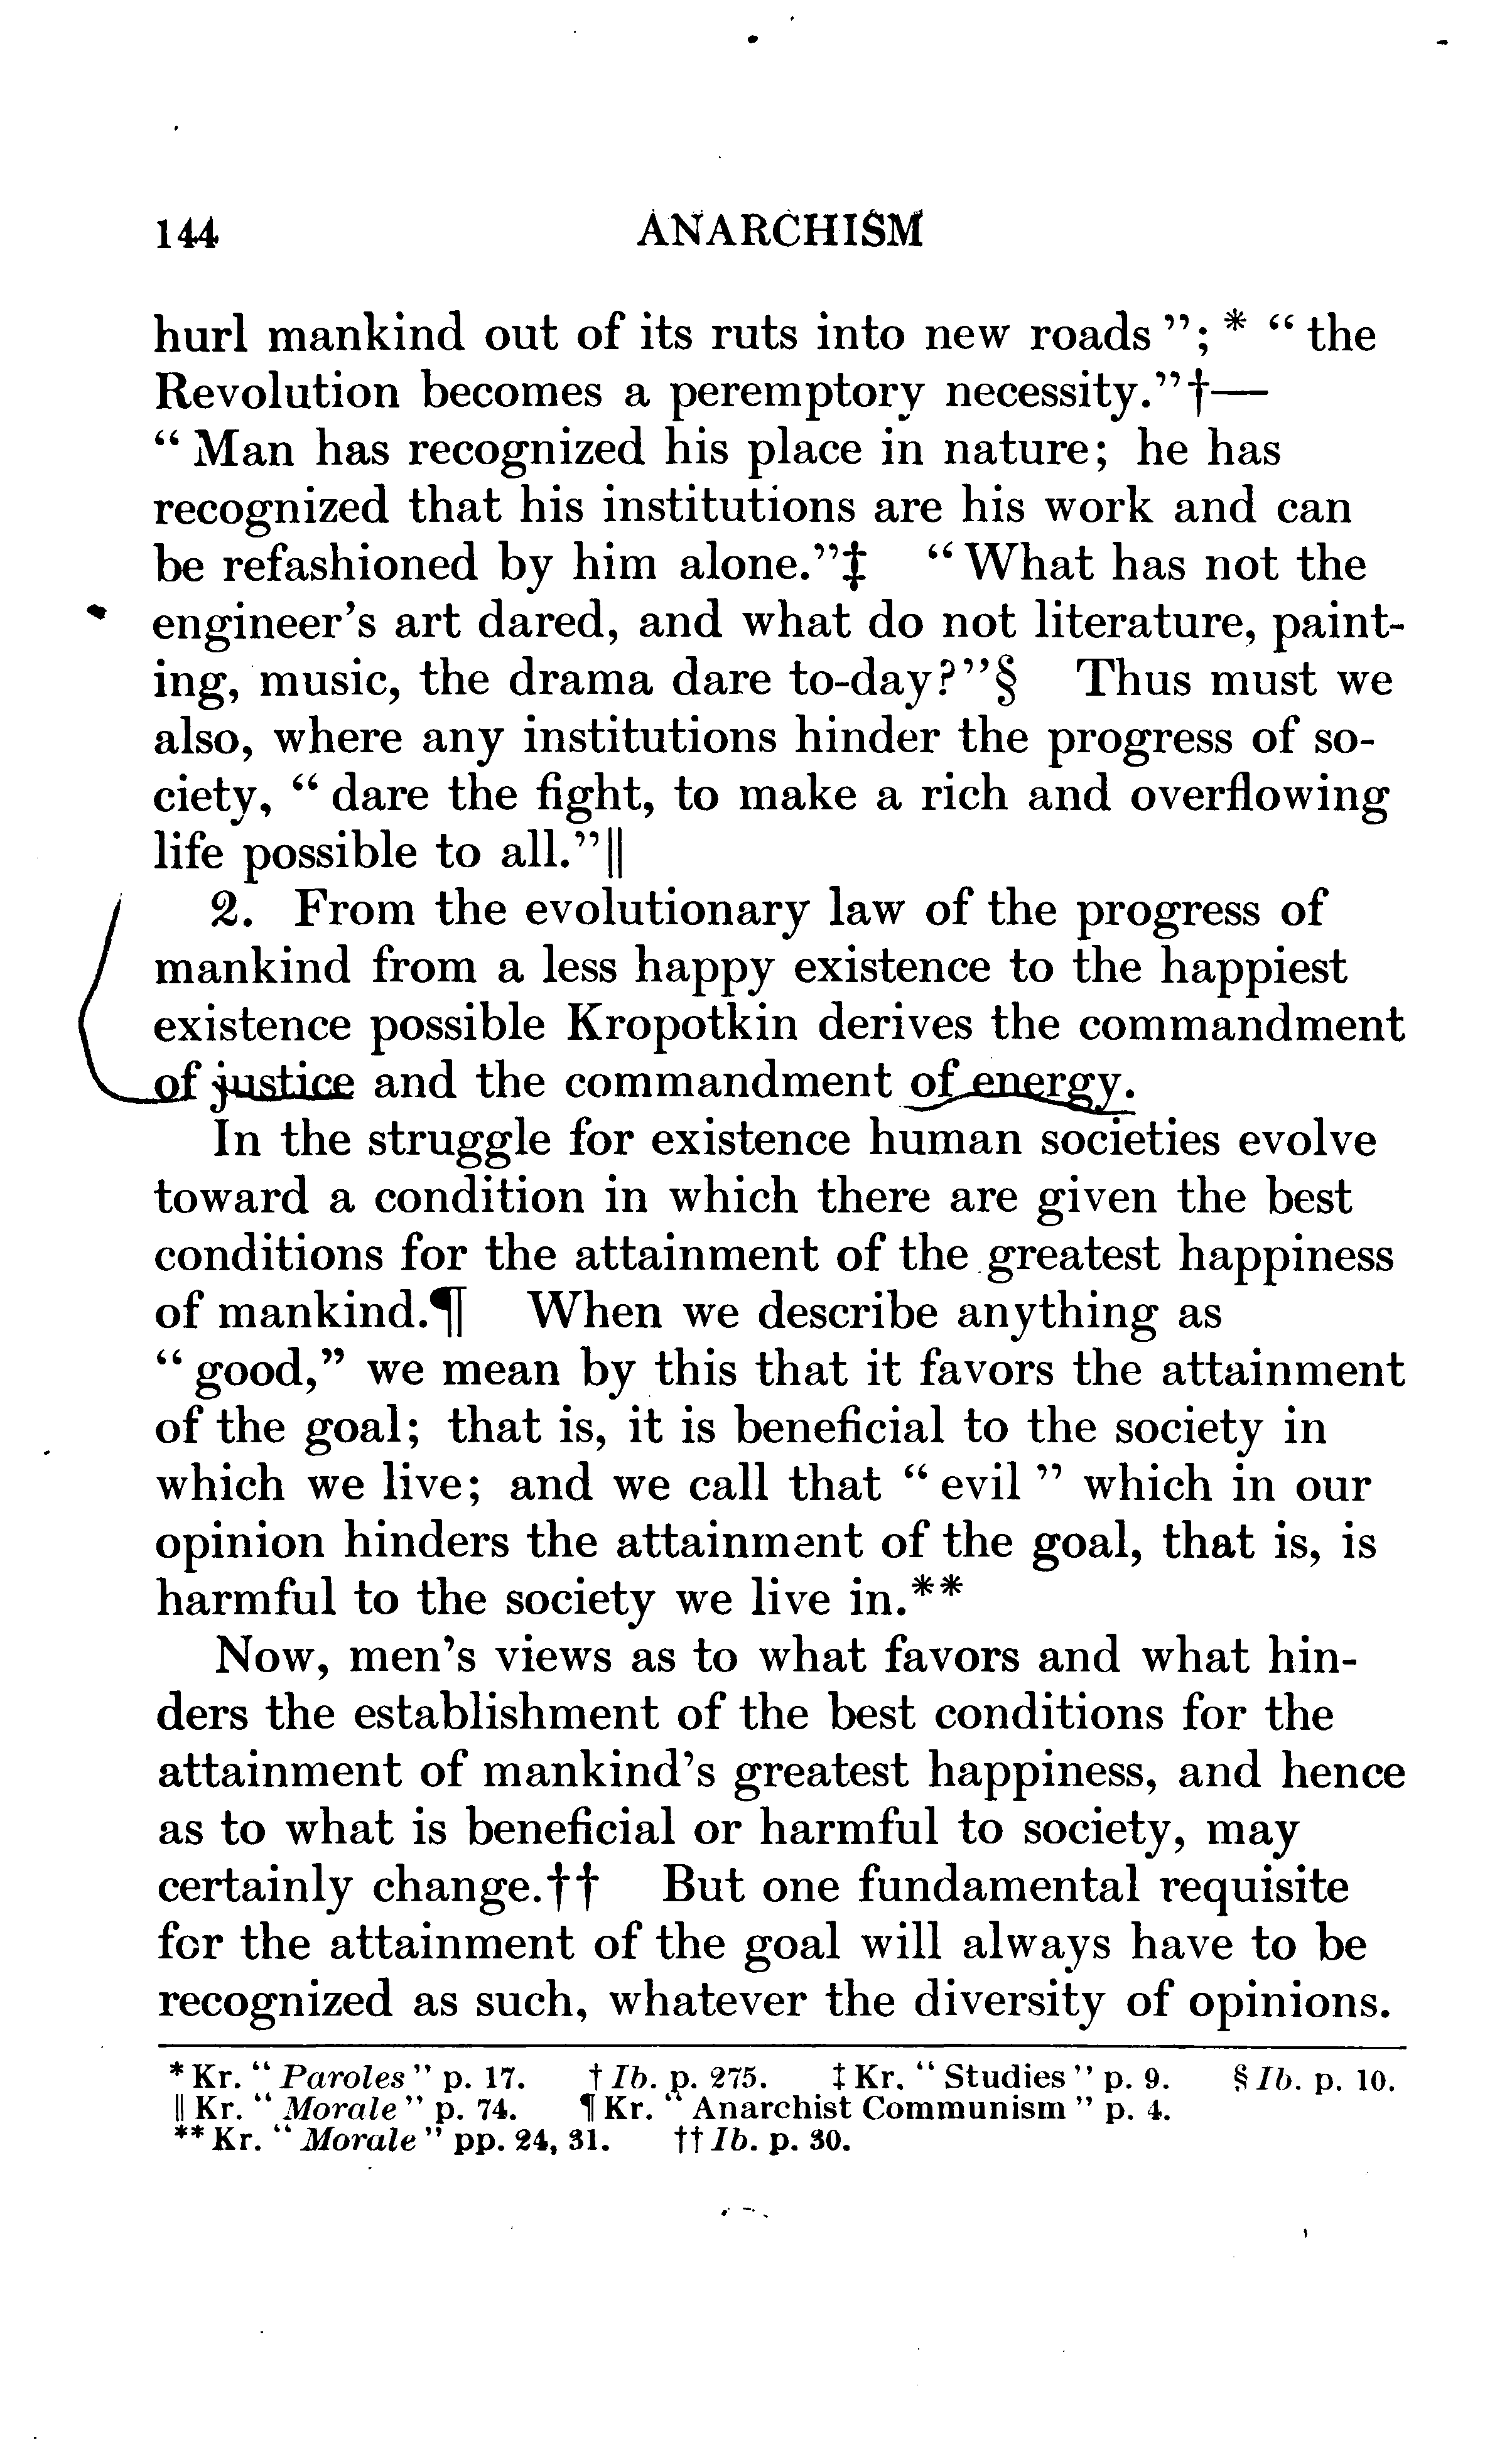 144 ANARCHISM
hurl mankind out of its ruts into new roads”; * “the
Revolution becomes a peremptory necessity.”†—
“Man has recognized his place in nature; he has
recognized that his institutions are his work and can
be refashioned by him alone.”‡ “What has not the
engineer’s art dared, and what do not literature, paint-
ing, music, the drama dare to-day?”§ Thus must we
also, where any institutions hinder the progress of so-
ciety, “dare the fight, to make a rich and overflowing
life possible to all.”‖
2. From the evolutionary law of the progress of
mankind from a less happy existence to the happiest
existence possible Kropotkin derives the commandment
of justice and the commandment of energy.
In the struggle for existence human societies evolve
toward a condition in which there are given the best
conditions for the attainment of the greatest happiness
of mankind.¶ When we describe anything as
“good,” we mean by this that it favors the attainment
of the goal; that is, it is beneficial to the society in
which we live; and we call that “evil” which in our
opinion hinders the attainment of the goal, that is, is
harmful to the society we live in.**
Now, men’s views as to what favors and what hin-
ders the establishment of the best conditions for the
attainment of mankind’s greatest happiness, and hence
as to what is beneficial or harmful to society, may
certainly change.†† But one fundamental requisite
for the attainment of the goal will always have to be
recognized as such, whatever the diversity of opinions.
* Kr. “Paroles” p. 17. † Ib. p. 275. ‡ Kr. “Studies” p. 9. § Ib. p. 10.
‖ Kr. “Morale” p. 74. ¶ Kr. “Anarchist Communism” p. 4.
** Kr. “Morale” pp. 24, 31. †† Ib. p. 30.